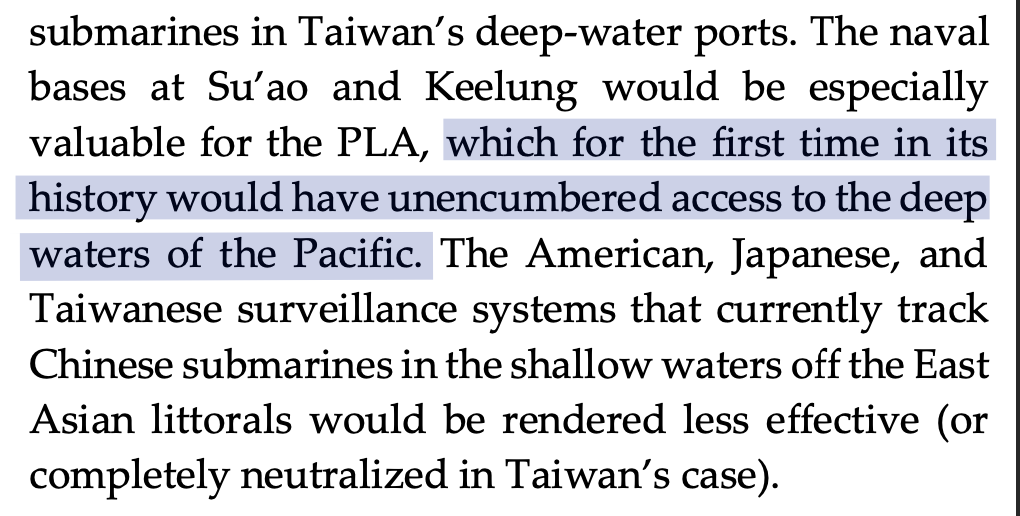 submarines in Taiwan’s deep-water ports. The naval
bases at Su’ao and Keelung would be especially
valuable for the PLA, which for the first time in its
history would have unencumbered access to the deep
waters of the Pacific. The American, Japanese, and
Taiwanese surveillance systems that currently track
Chinese submarines in the shallow waters off the East
Asian littorals would be rendered less effective (or
completely neutralized in Taiwan’s case).